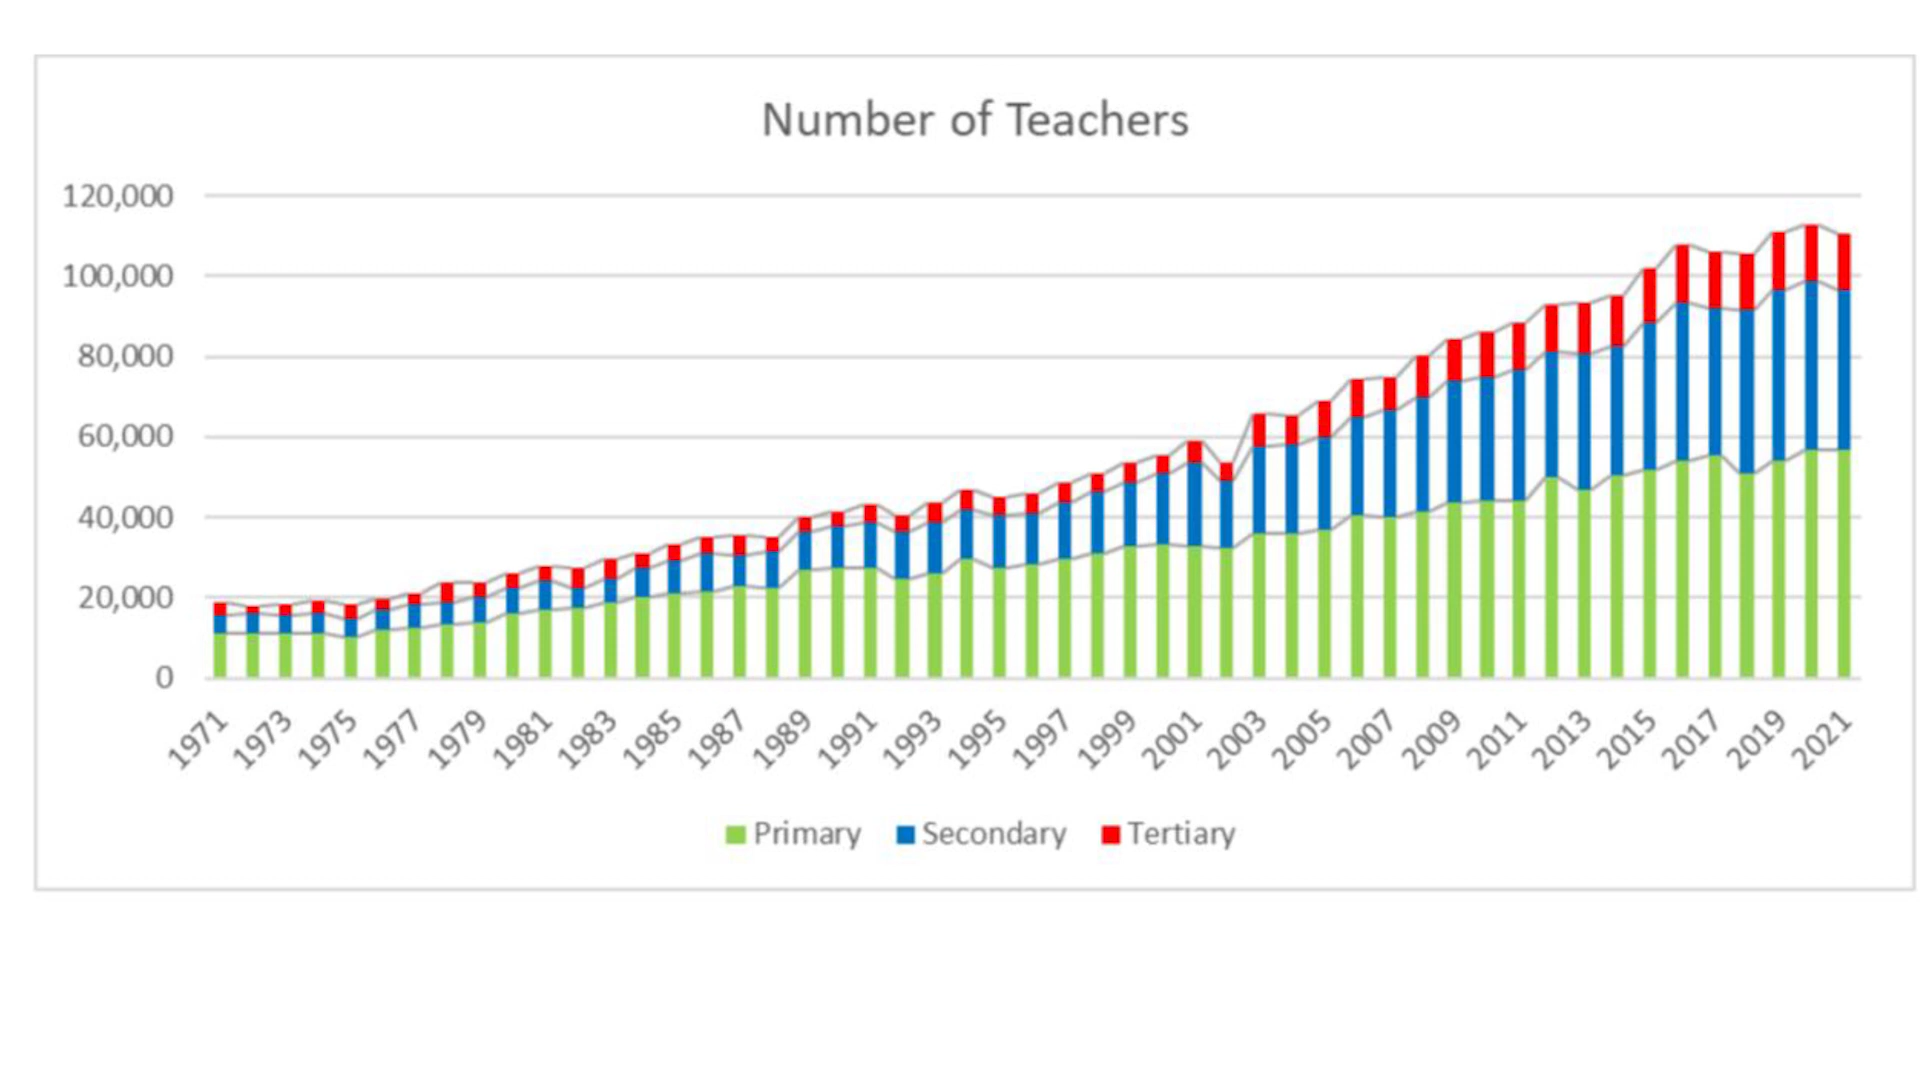 Number of Teachers
120,000
100,000
80,000
60,000
40,000
20,000
0
1971 1973 1975 1977 1979 1981 1983 1985 1987 1989 1991 1993 1995 1997 1999 2001 2003 2005 2007 2009 2011 2013 2015 2017 2019 2021
Primary Secondary Tertiary